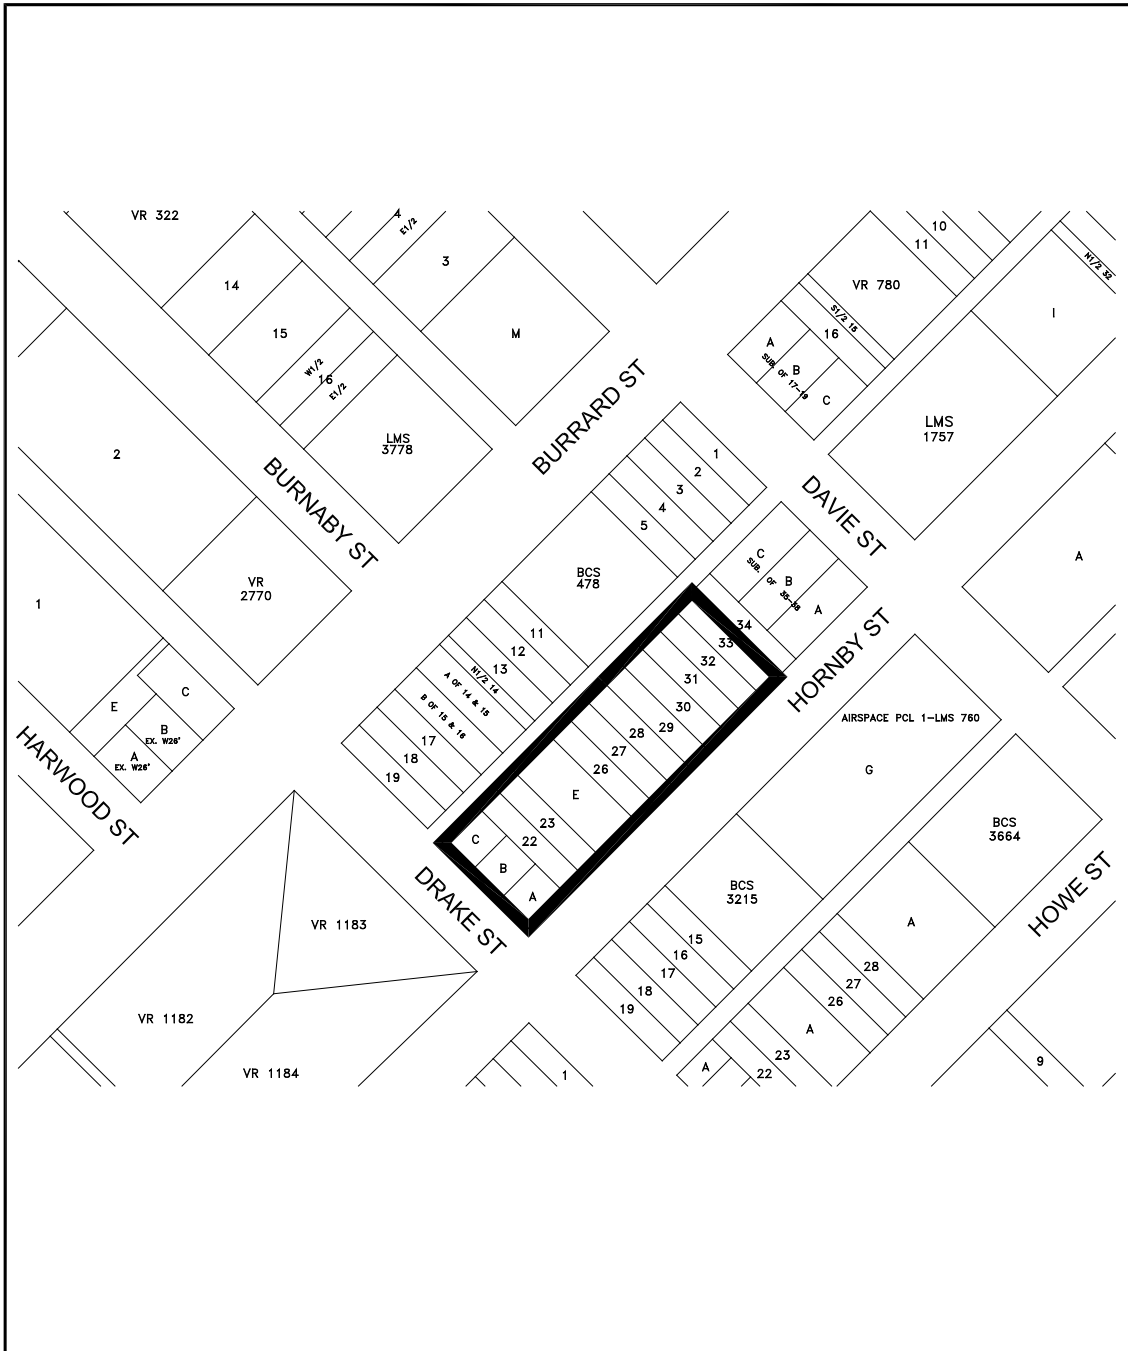 VR 322
4
E1/2
10
11
N1/2 32
14
3
VR 780
I
15
M
S1/2 15
16
W1/2
16
E1/2
A
B
C
SUB. OF 17-19
LMS
3778
BURRARD ST
LMS
1757
2
BURNABY ST
1
2
3
4
5
DAVIE ST
A
VR
2770
BCS
478
C
B
A
SUB. OF 35-38
1
11
12
13
N1/2 14
A OF 14 & 15
B OF 15 & 16
17
18
19
34
33
32
31
30
29
28
27
26
E
23
22
C
B
A
HORNBY ST
AIRSPACE PCL 1-LMS 760
G
C
E
B
EX. W26'
A
EX. W26'
HARWOOD ST
DRAKE ST
BCS
3664
BCS
3215
HOWE ST
VR 1183
VR 1182
VR 1184
15
16
17
18
19
A
28
27
26
A
23
22
A
9
1